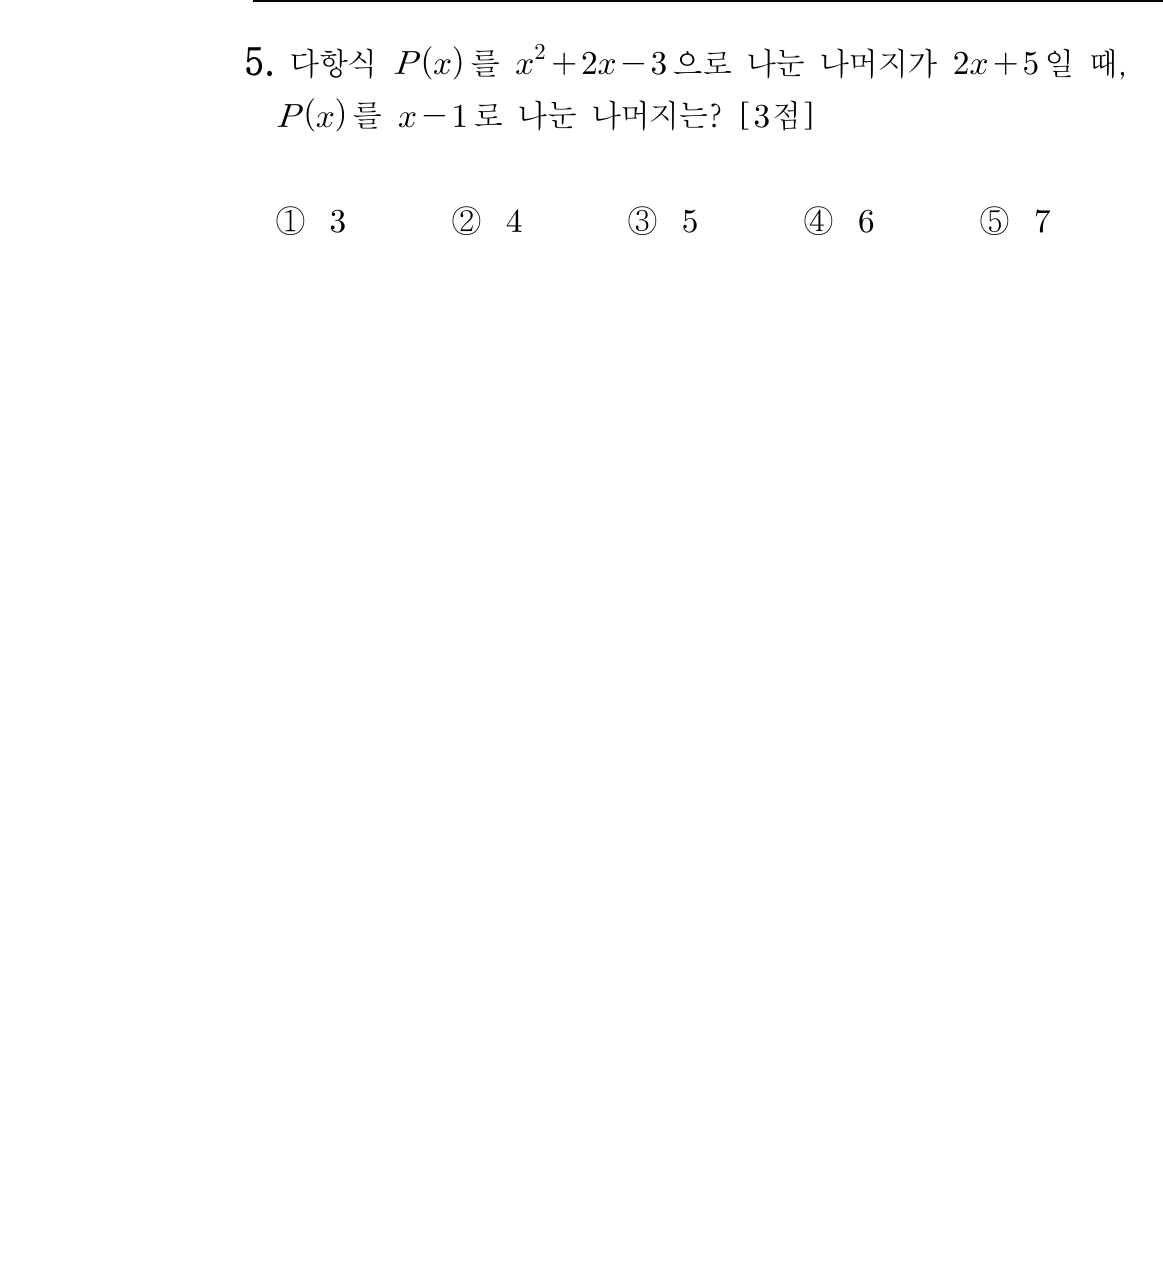 5. 다항식 P(x)를 x²+2x-3으로 나눈 나머지가 2x+5일 때,
P(x)를 x-1로 나눈 나머지는? [3점]
① 3 ② 4 ③ 5 ④ 6 ⑤ 7